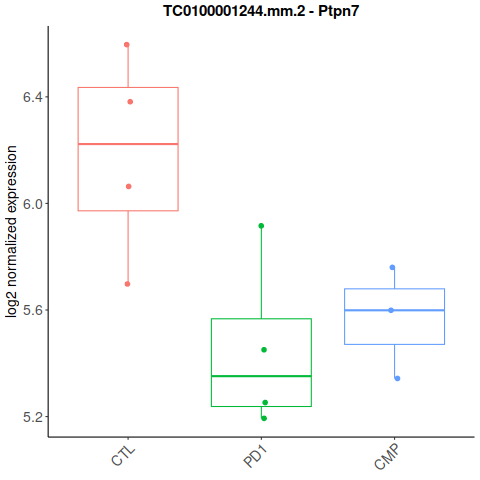 TC0100001244.mm.2 - Ptpn7
log2 normalized expression
6.4
6.0
5.6
5.2
CTL
PD1
CMP